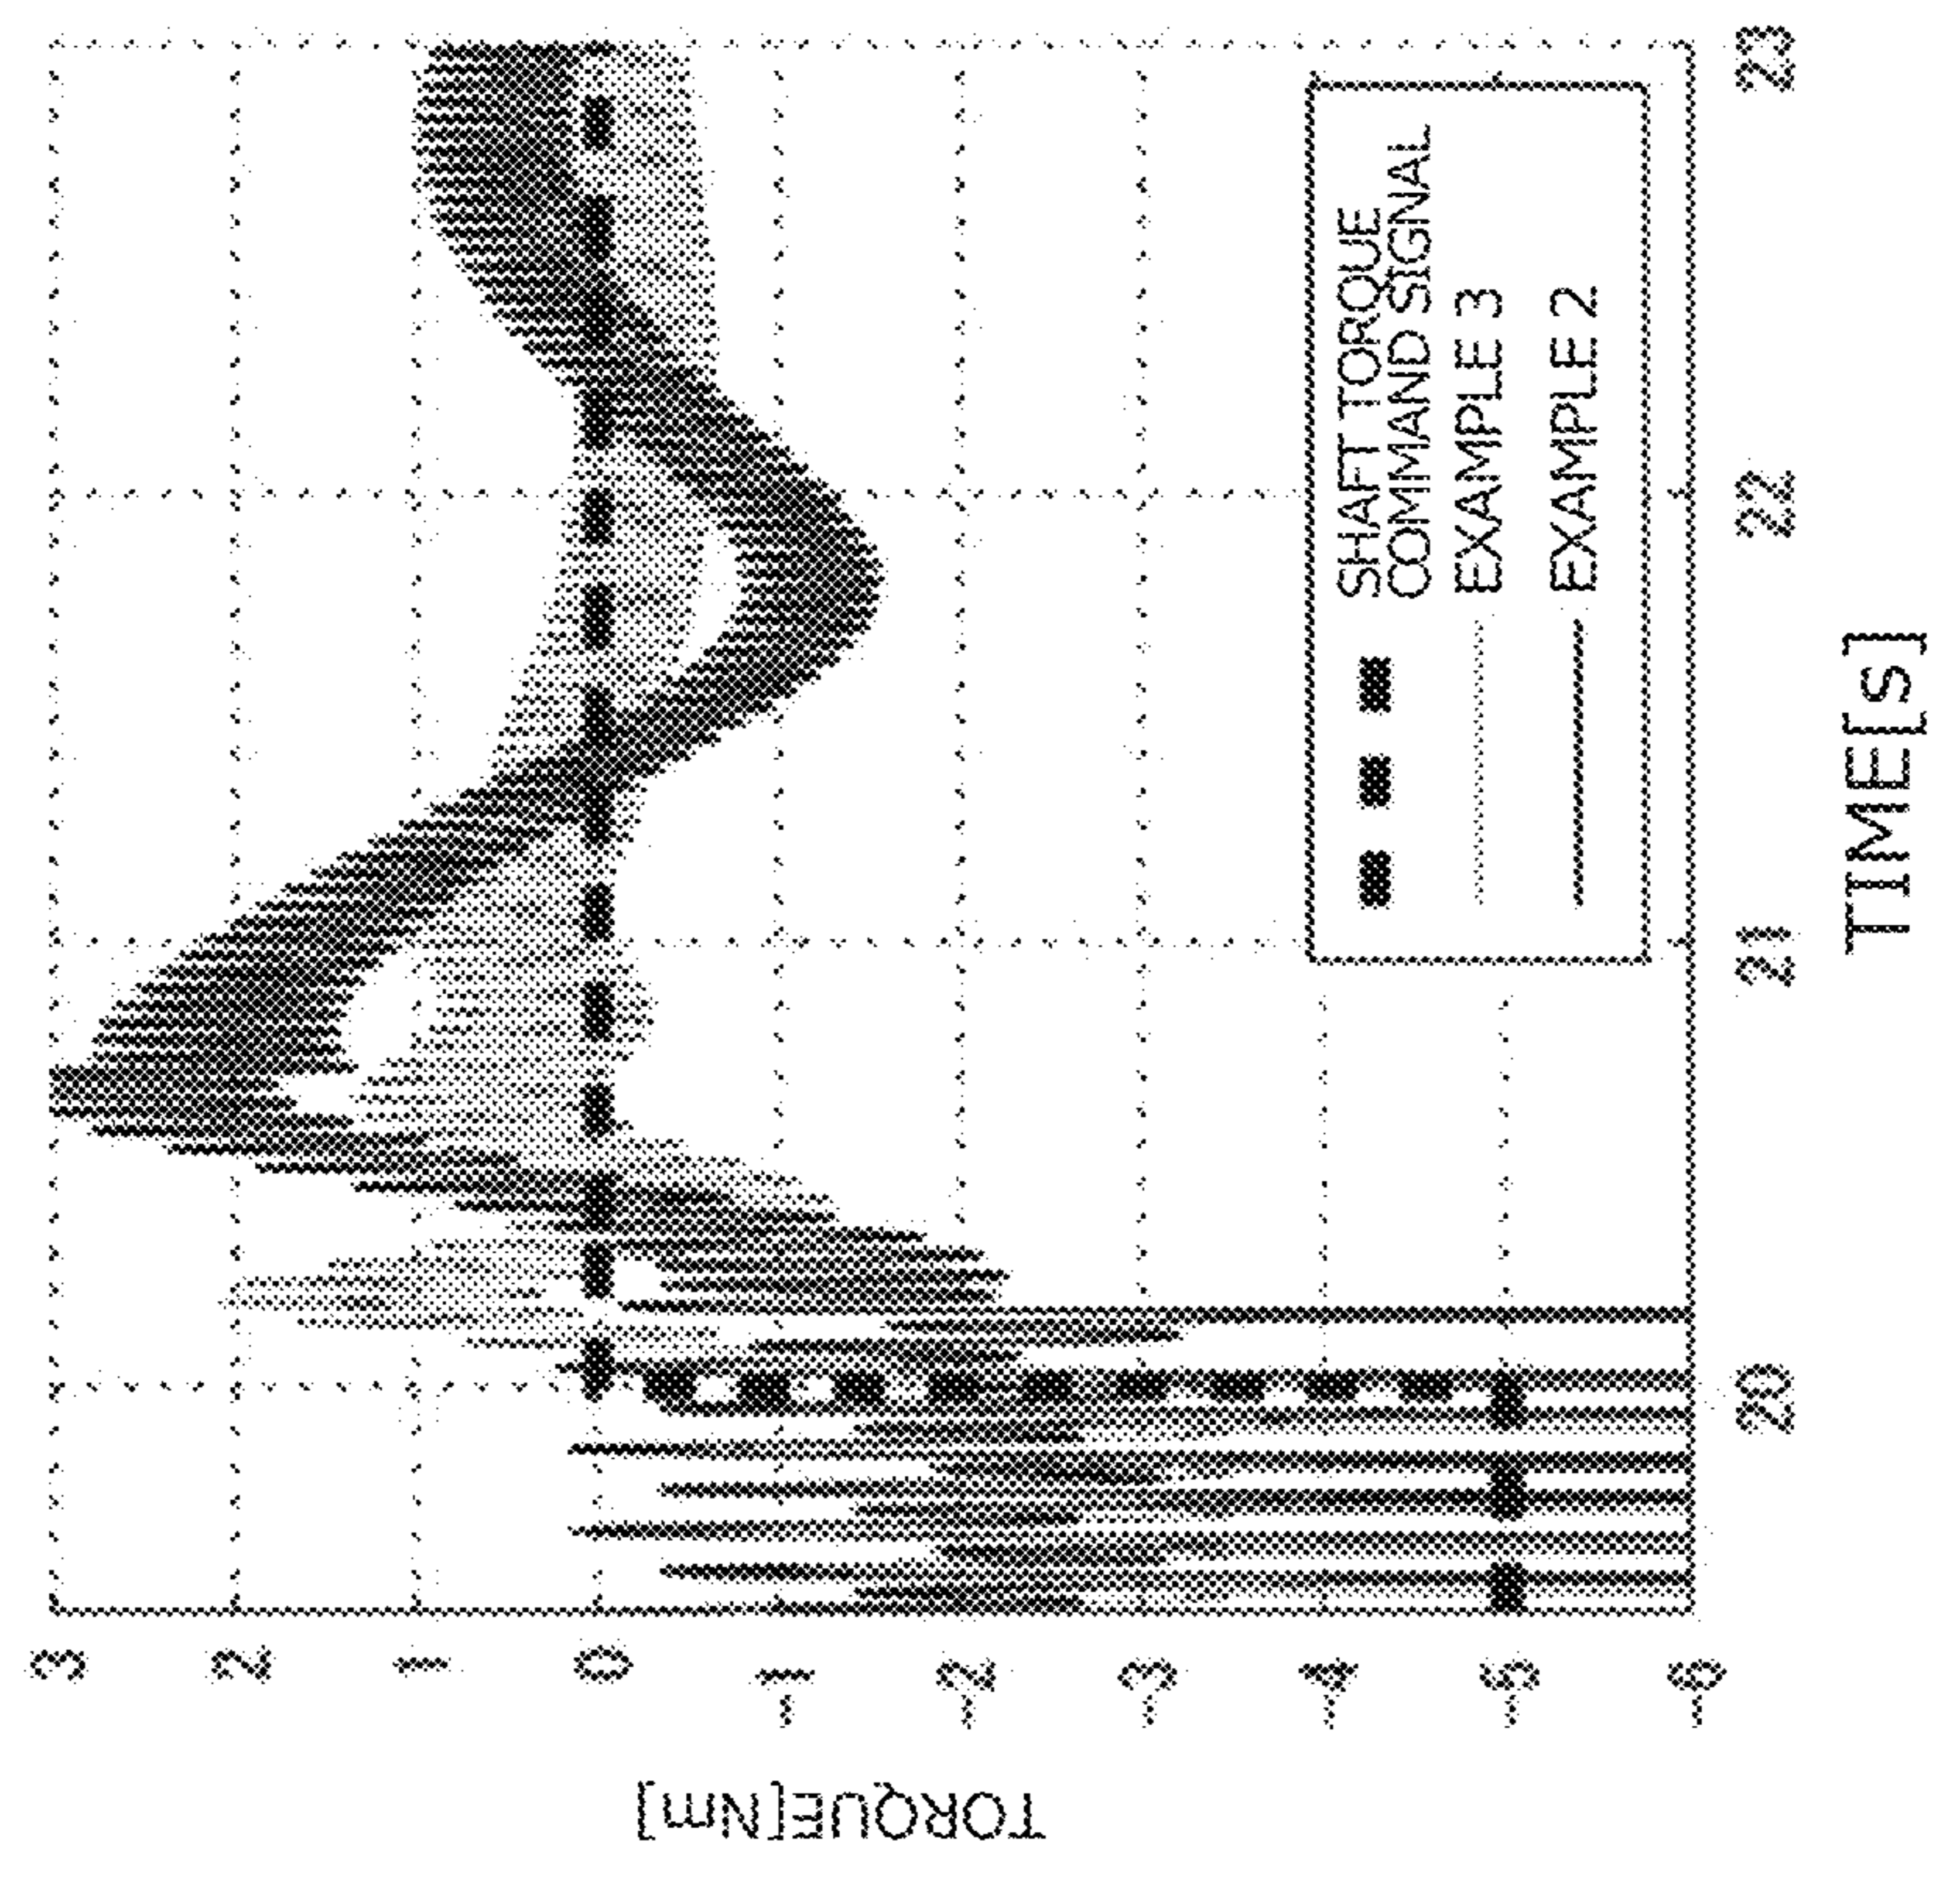 TORQUE[Nm]
3
2
1
0
-1
-2
-3
-4
-5
-6
20
21
22
23
TIME[s]
SHAFT TORQUE
COMMAND SIGNAL
EXAMPLE 3
EXAMPLE 2